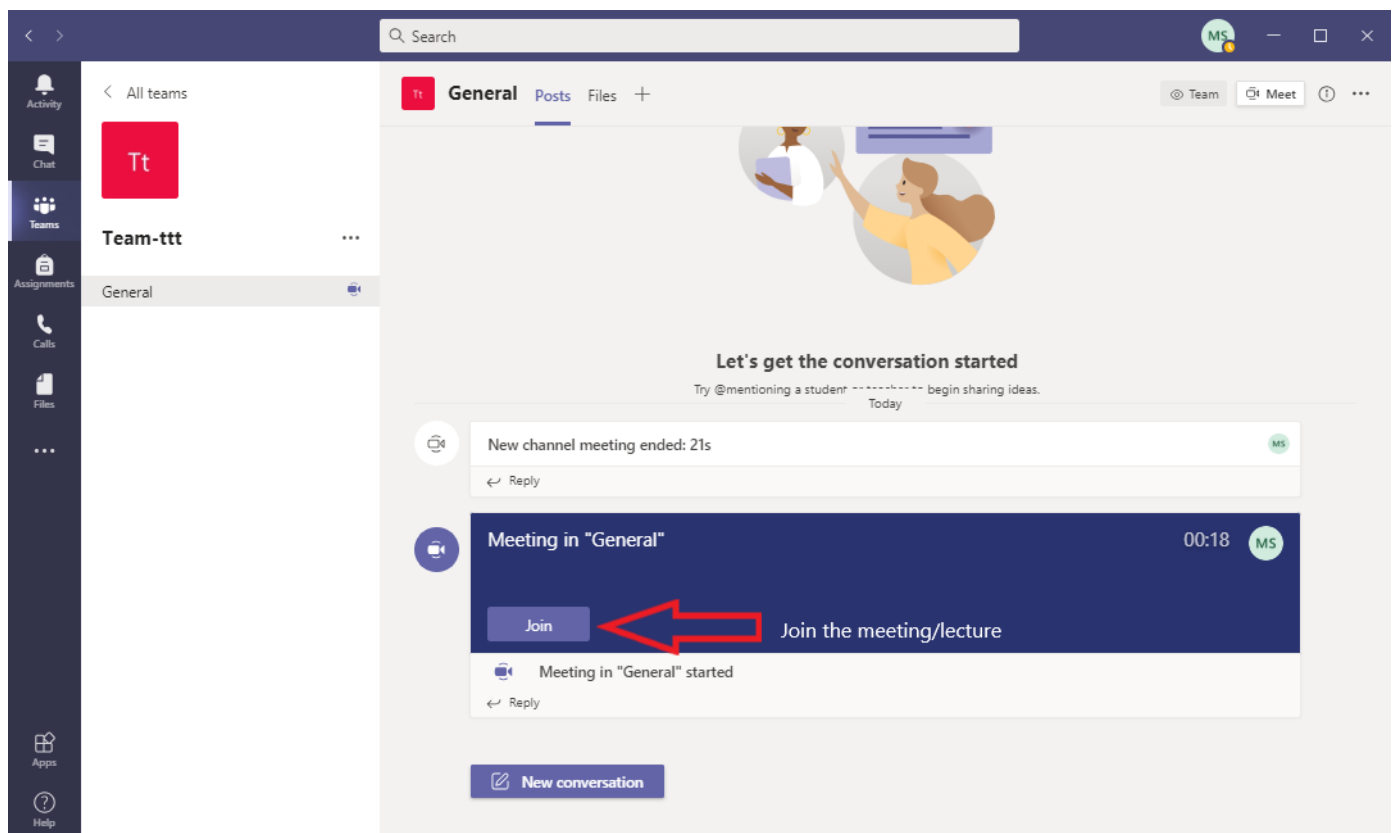 Search
MS
Activity
Chat
Teams
Assignments
Calls
Files
Apps
Help
All teams
Tt
Team-ttt
General
Tt General Posts Files
Team Meet
Let's get the conversation started
Try @mentioning a student begin sharing ideas.
Today
New channel meeting ended: 21s MS
Reply
Meeting in "General" 00:18 MS
Join Join the meeting/lecture
Meeting in "General" started
Reply
New conversation